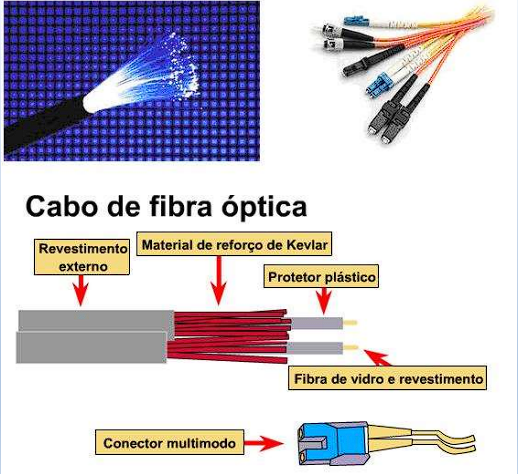 Cabo de fibra óptica
Revestimento
externo
Material de reforço de Kevlar
Protetor plástico
Fibra de vidro e revestimento
Conector multimodo